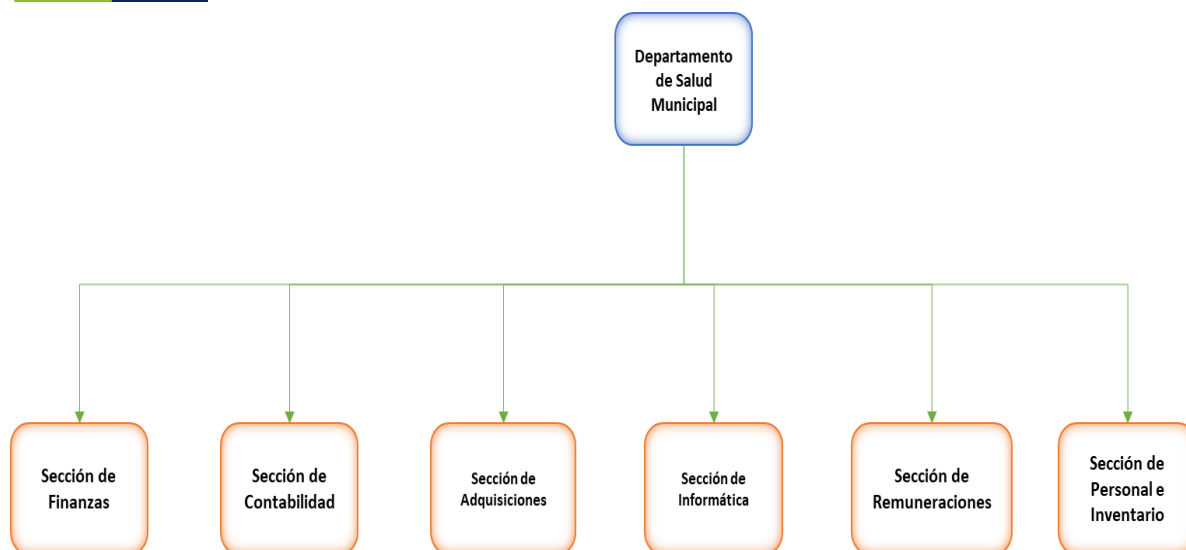 Departamento
de Salud
Municipal
Sección de
Finanzas
Sección de
Contabilidad
Sección de
Adquisiciones
Sección de
Informática
Sección de
Remuneraciones
Sección de
Personal e
Inventario